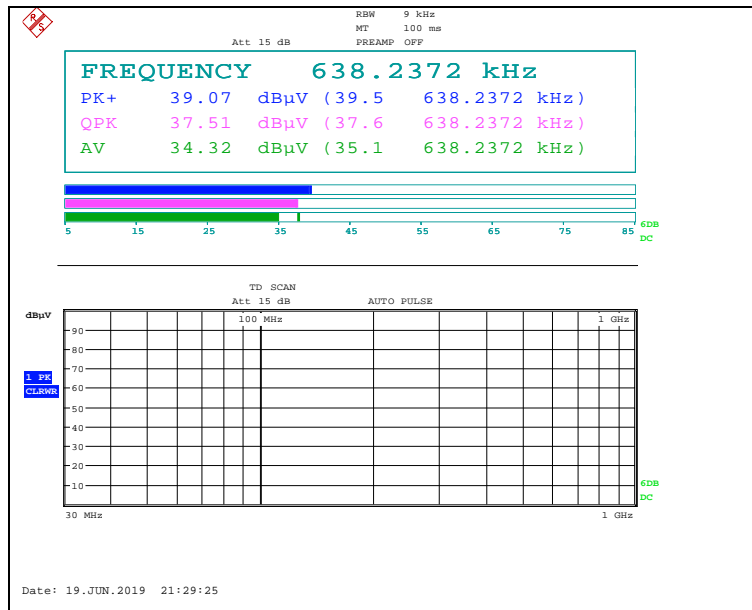 R
S
RBW 9 kHz
MT 100 ms
Att 15 dB PREAMP OFF
FREQUENCY 638.2372 kHz
PK+ 39.07 dBµV (39.5 638.2372 kHz)
QPK 37.51 dBµV (37.6 638.2372 kHz)
AV 34.32 dBµV (35.1 638.2372 kHz)
5 15 25 35 45 55 65 75 85
6DB
DC
TD SCAN
Att 15 dB AUTO PULSE
dBµV
100 MHz 1 GHz
90
80
70
1 PK
CLRWR
60
50
40
30
20
10
6DB
DC
30 MHz 1 GHz
Date: 19.JUN.2019 21:29:25